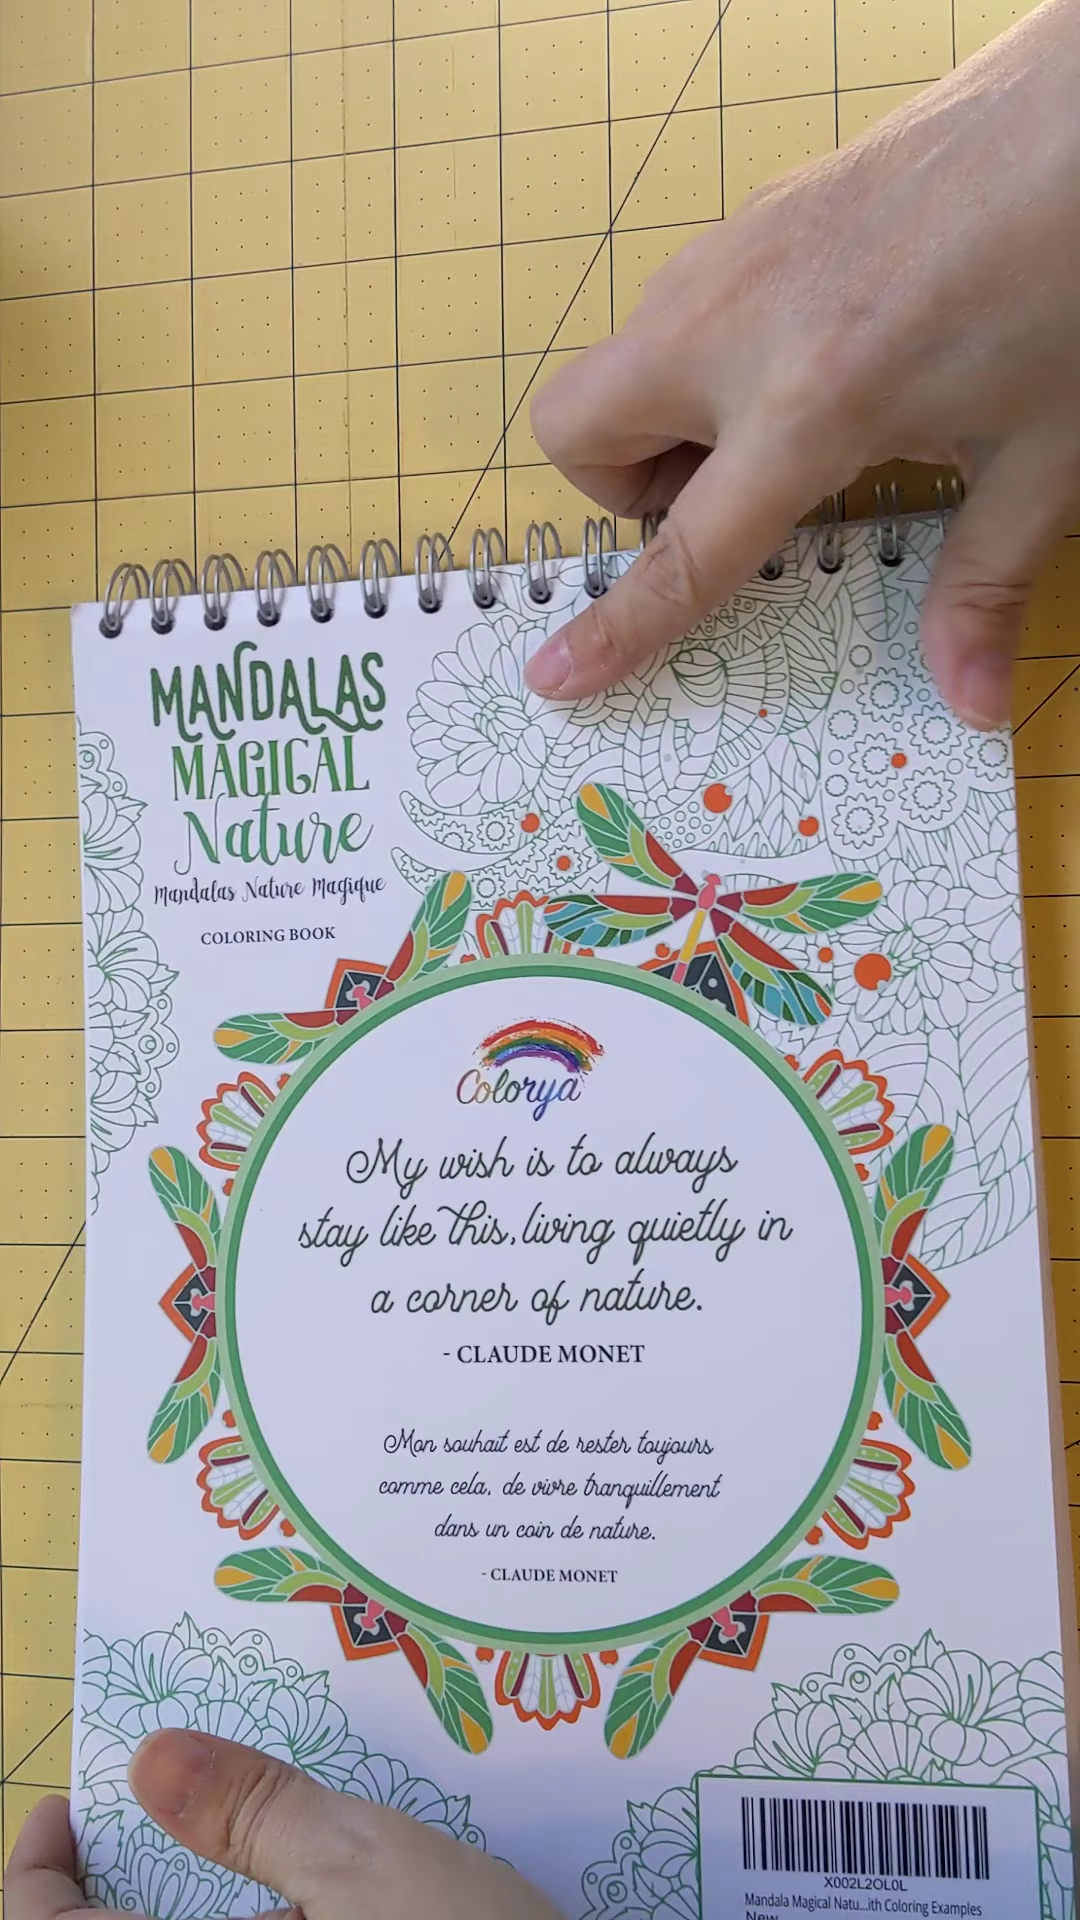 MANDALAS
MAGICAL
Nature
Mandalas Nature Magique
COLORING BOOK
Colorya
My wish is to always
stay like this, living quietly in
a corner of nature.
- CLAUDE MONET
Mon souhait est de rester toujours
comme cela, de vivre tranquillement
dans un coin de nature.
- CLAUDE MONET
X002L2OL0L
Mandala Magical Natu...ith Coloring Examples
New